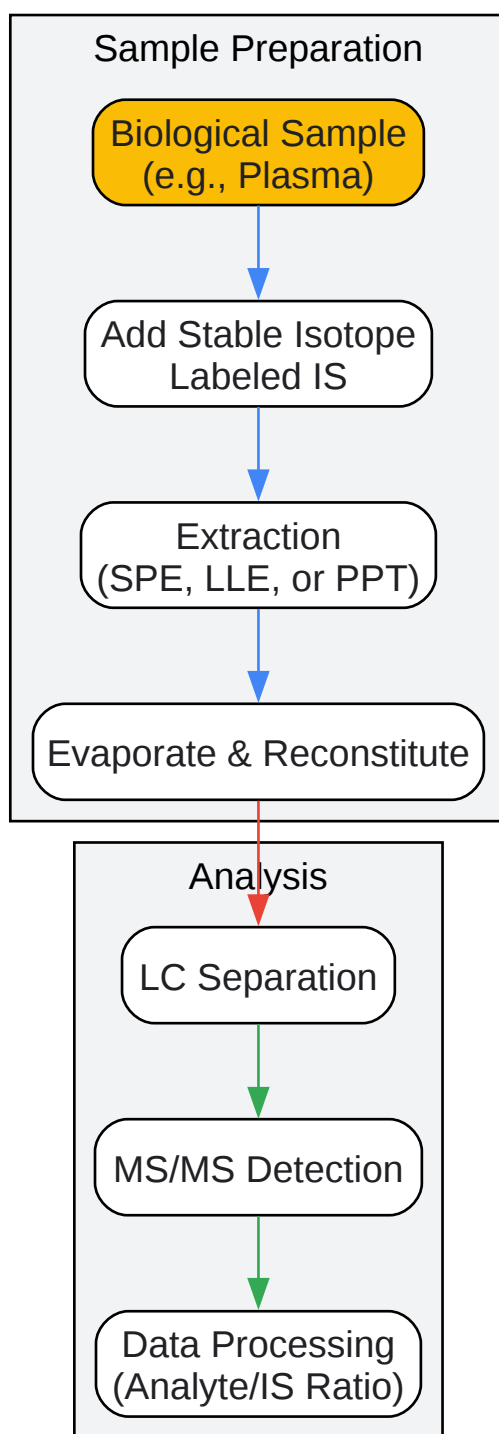 Sample Preparation
Biological Sample
(e.g., Plasma)
Add Stable Isotope
Labeled IS
Extraction
(SPE, LLE, or PPT)
Evaporate & Reconstitute
Analysis
LC Separation
MS/MS Detection
Data Processing
(Analyte/IS Ratio)